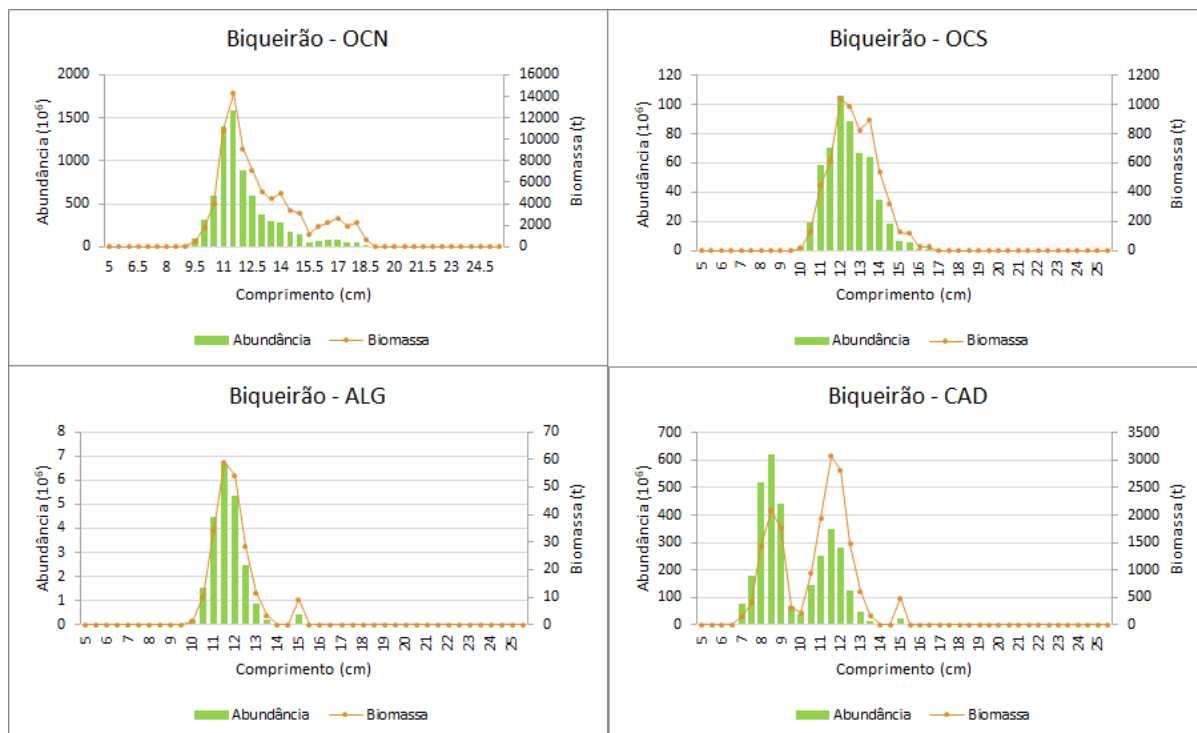 Biqueirão - OCN
2000
1500
1000
500
0
16000
14000
12000
10000
8000
6000
4000
2000
0
Abundância (10⁶)
Biomassa (t)
5 6.5 8 9.5 11 12.5 14 15.5 17 18.5 20 21.5 23 24.5
Comprimento (cm)
Abundância Biomassa
Biqueirão - OCS
120
100
80
60
40
20
0
1200
1000
800
600
400
200
0
Abundância (10⁶)
Biomassa (t)
5 6 7 8 9 10 11 12 13 14 15 16 17 18 19 20 21 22 23 24 25
Comprimento (cm)
Abundância Biomassa
Biqueirão - ALG
8
7
6
5
4
3
2
1
0
70
60
50
40
30
20
10
0
Abundância (10⁶)
Biomassa (t)
5 6 7 8 9 10 11 12 13 14 15 16 17 18 19 20 21 22 23 24 25
Comprimento (cm)
Abundância Biomassa
Biqueirão - CAD
700
600
500
400
300
200
100
0
3500
3000
2500
2000
1500
1000
500
0
Abundância (10⁶)
Biomassa (t)
5 6 7 8 9 10 11 12 13 14 15 16 17 18 19 20 21 22 23 24 25
Comprimento (cm)
Abundância Biomassa